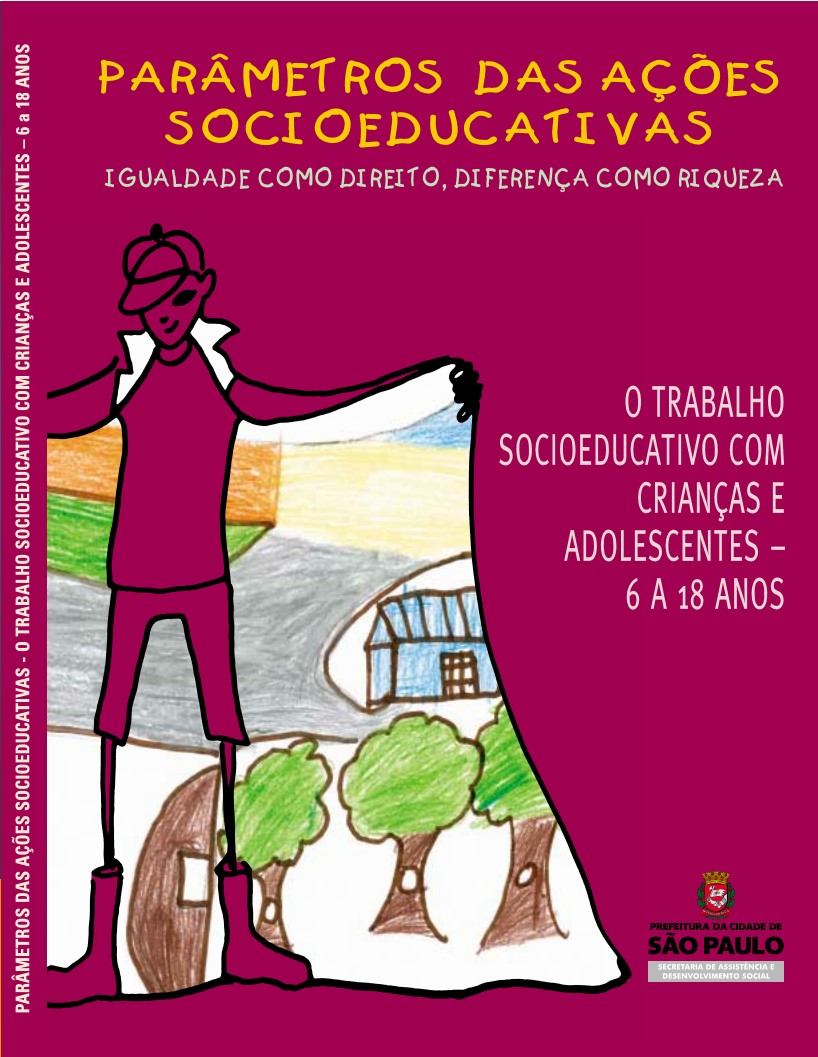 PARÂMETROS DAS AÇÕES SOCIOEDUCATIVAS - O TRABALHO SOCIOEDUCATIVO COM CRIANÇAS E ADOLESCENTES – 6 a 18 ANOS
PARÂMETROS DAS AÇÕES
SOCIOEDUCATIVAS
IGUALDADE COMO DIREITO, DIFERENÇA COMO RIQUEZA
O TRABALHO
SOCIOEDUCATIVO COM
CRIANÇAS E
ADOLESCENTES –
6 A 18 ANOS
PREFEITURA DA CIDADE DE
SÃO PAULO
SECRETARIA DE ASSISTÊNCIA E
DESENVOLVIMENTO SOCIAL